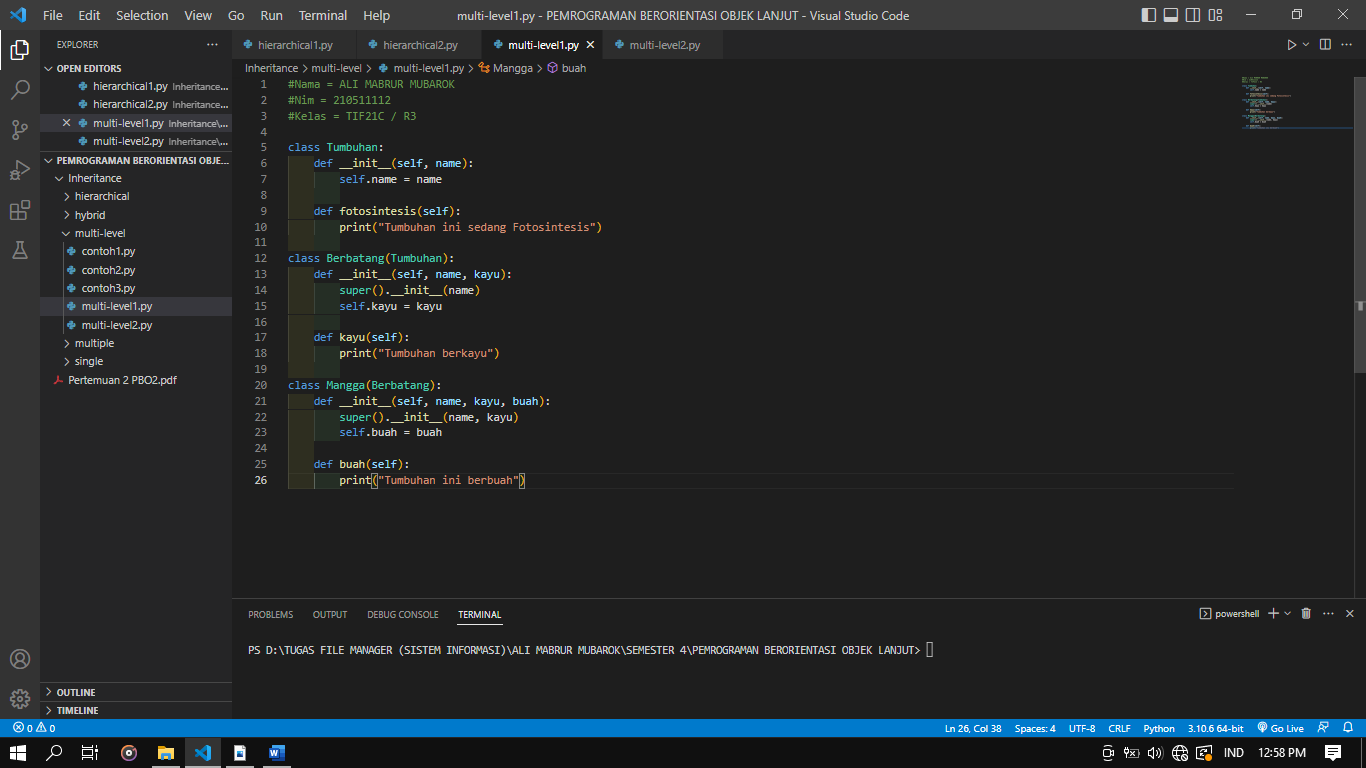 File Edit Selection View Go Run Terminal Help multi-level1.py - PEMROGRAMAN BERORIENTASI OBJEK LANJUT - Visual Studio Code
EXPLORER
OPEN EDITORS
hierarchical1.py Inheritance...
hierarchical2.py Inheritance...
multi-level1.py Inheritance\...
multi-level2.py Inheritance\...
PEMROGRAMAN BERORIENTASI OBJE...
Inheritance
hierarchical
hybrid
multi-level
contoh1.py
contoh2.py
contoh3.py
multi-level1.py
multi-level2.py
multiple
single
Pertemuan 2 PBO2.pdf
OUTLINE
TIMELINE
hierarchical1.py hierarchical2.py multi-level1.py multi-level2.py
Inheritance > multi-level > multi-level1.py > Mangga > buah
1 #Nama = ALI MABRUR MUBAROK
2 #Nim = 210511112
3 #Kelas = TIF21C / R3
4
5 class Tumbuhan:
6     def __init__(self, name):
7         self.name = name
8
9     def fotosintesis(self):
10         print("Tumbuhan ini sedang Fotosintesis")
11
12 class Berbatang(Tumbuhan):
13     def __init__(self, name, kayu):
14         super().__init__(name)
15         self.kayu = kayu
16
17     def kayu(self):
18         print("Tumbuhan berkayu")
19
20 class Mangga(Berbatang):
21     def __init__(self, name, kayu, buah):
22         super().__init__(name, kayu)
23         self.buah = buah
24
25     def buah(self):
26         print("Tumbuhan ini berbuah")
PROBLEMS OUTPUT DEBUG CONSOLE TERMINAL powershell
PS D:\TUGAS FILE MANAGER (SISTEM INFORMASI)\ALI MABRUR MUBAROK\SEMESTER 4\PEMROGRAMAN BERORIENTASI OBJEK LANJUT>
0 0 Ln 26, Col 38 Spaces: 4 UTF-8 CRLF Python 3.10.6 64-bit Go Live
IND 12:58 PM